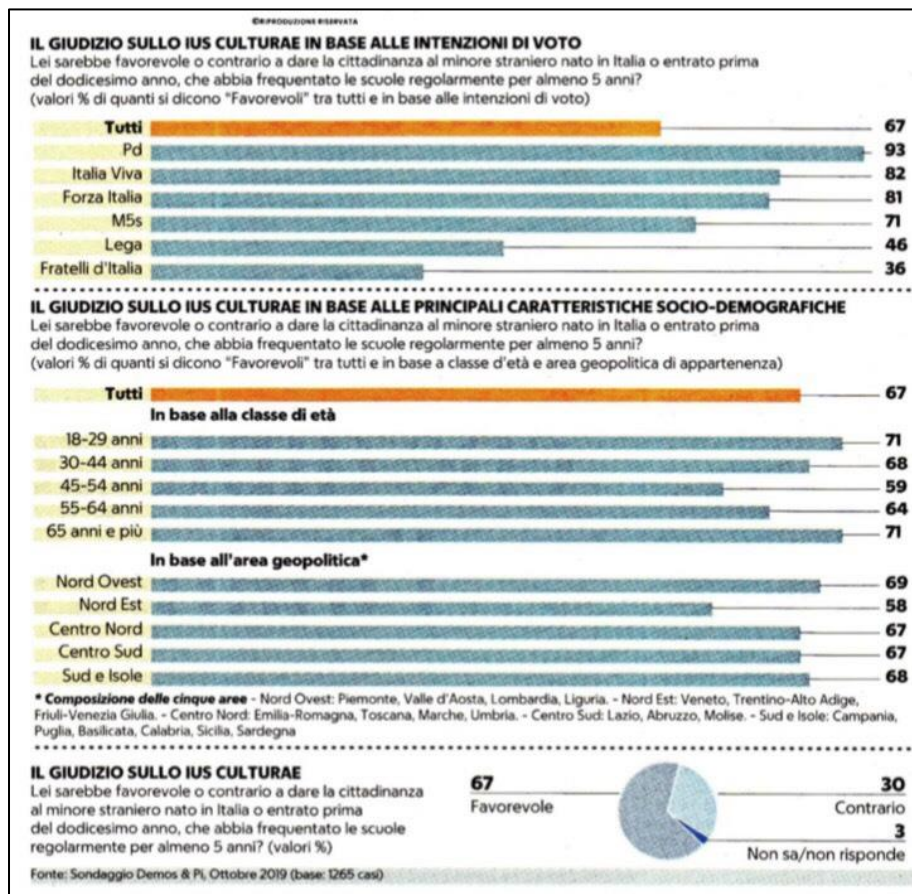 ©RIPRODUZIONE RISERVATA
IL GIUDIZIO SULLO IUS CULTURAE IN BASE ALLE INTENZIONI DI VOTO
Lei sarebbe favorevole o contrario a dare la cittadinanza al minore straniero nato in Italia o entrato prima
del dodicesimo anno, che abbia frequentato le scuole regolarmente per almeno 5 anni?
(valori % di quanti si dicono "Favorevoli" tra tutti e in base alle intenzioni di voto)
Tutti 67
Pd 93
Italia Viva 82
Forza Italia 81
M5s 71
Lega 46
Fratelli d'Italia 36
IL GIUDIZIO SULLO IUS CULTURAE IN BASE ALLE PRINCIPALI CARATTERISTICHE SOCIO-DEMOGRAFICHE
Lei sarebbe favorevole o contrario a dare la cittadinanza al minore straniero nato in Italia o entrato prima
del dodicesimo anno, che abbia frequentato le scuole regolarmente per almeno 5 anni?
(valori % di quanti si dicono "Favorevoli" tra tutti e in base a classe d'età e area geopolitica di appartenenza)
Tutti 67
In base alla classe di età
18-29 anni 71
30-44 anni 68
45-54 anni 59
55-64 anni 64
65 anni e più 71
In base all'area geopolitica*
Nord Ovest 69
Nord Est 58
Centro Nord 67
Centro Sud 67
Sud e Isole 68
* Composizione delle cinque aree - Nord Ovest: Piemonte, Valle d'Aosta, Lombardia, Liguria. - Nord Est: Veneto, Trentino-Alto Adige,
Friuli-Venezia Giulia. - Centro Nord: Emilia-Romagna, Toscana, Marche, Umbria. - Centro Sud: Lazio, Abruzzo, Molise. - Sud e Isole: Campania,
Puglia, Basilicata, Calabria, Sicilia, Sardegna
IL GIUDIZIO SULLO IUS CULTURAE
Lei sarebbe favorevole o contrario a dare la cittadinanza
al minore straniero nato in Italia o entrato prima
del dodicesimo anno, che abbia frequentato le scuole
regolarmente per almeno 5 anni? (valori %)
67
Favorevole
30
Contrario
3
Non sa/non risponde
Fonte: Sondaggio Demos & Pi, Ottobre 2019 (base: 1265 casi)